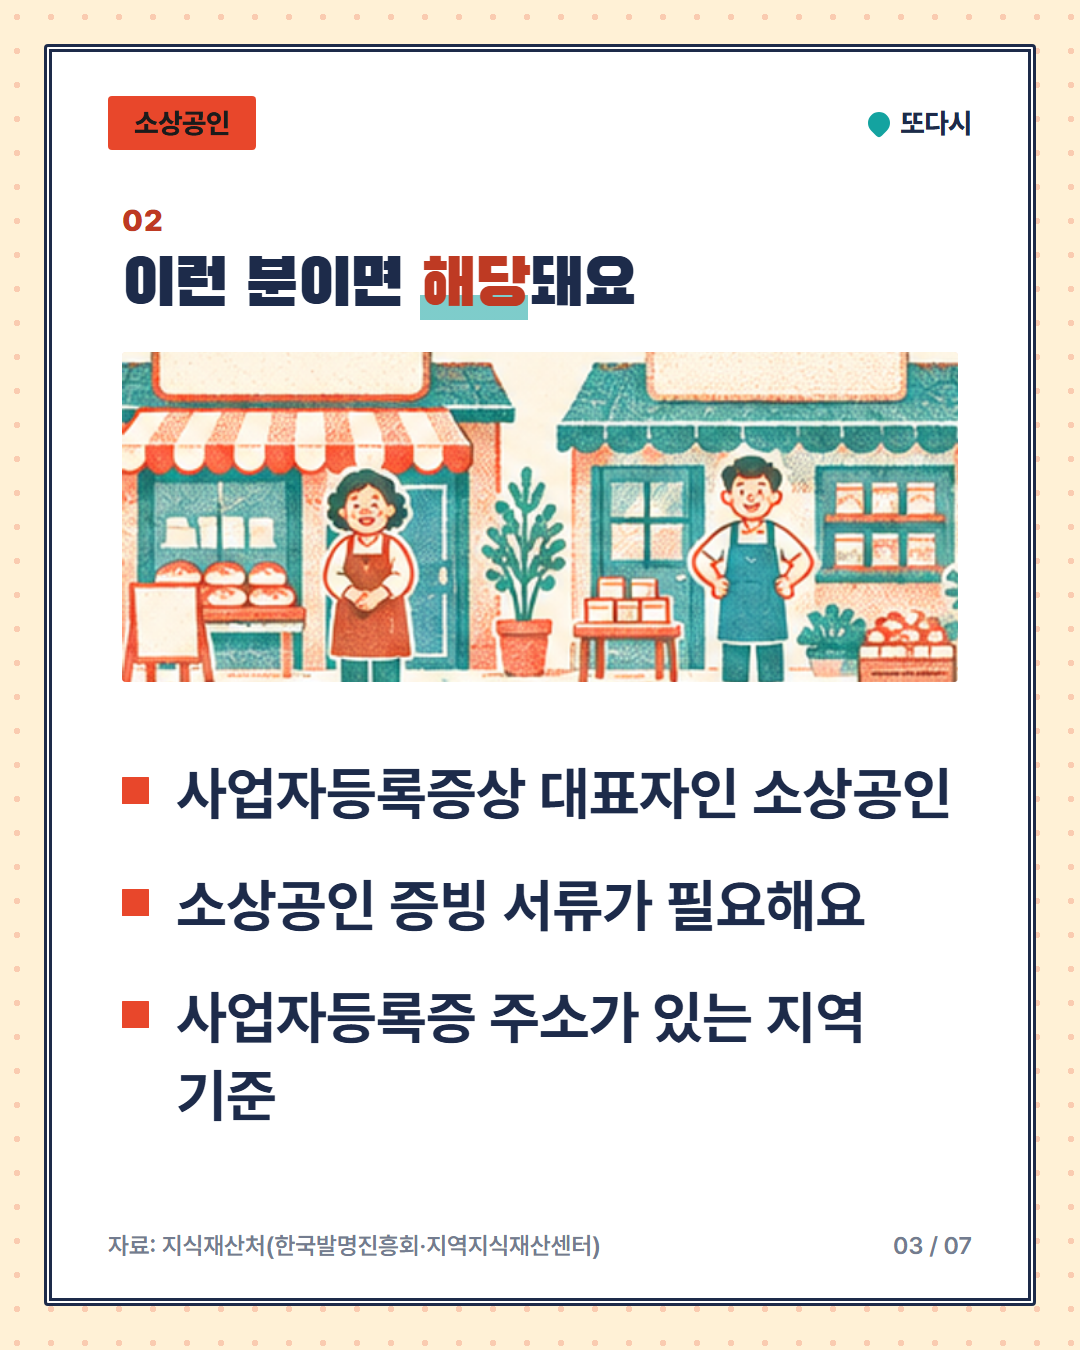 소상공인
또다시
02
이런 분이면 해당돼요
사업자등록증상 대표자인 소상공인
소상공인 증빙 서류가 필요해요
사업자등록증 주소가 있는 지역
기준
자료: 지식재산처(한국발명진흥회·지역지식재산센터)
03 / 07